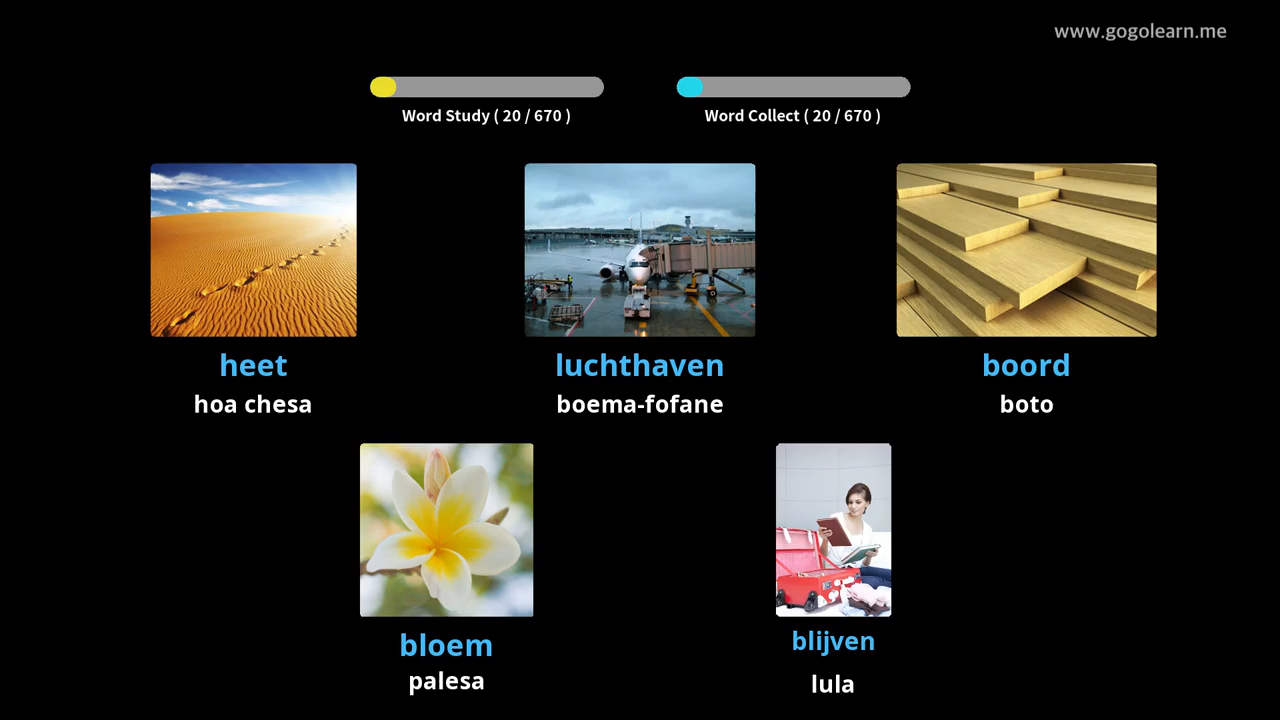 www.gogolearn.me
Word Study ( 20 / 670 )
Word Collect ( 20 / 670 )
heet
hoa chesa
luchthaven
boema-fofane
boord
boto
bloem
palesa
blijven
lula